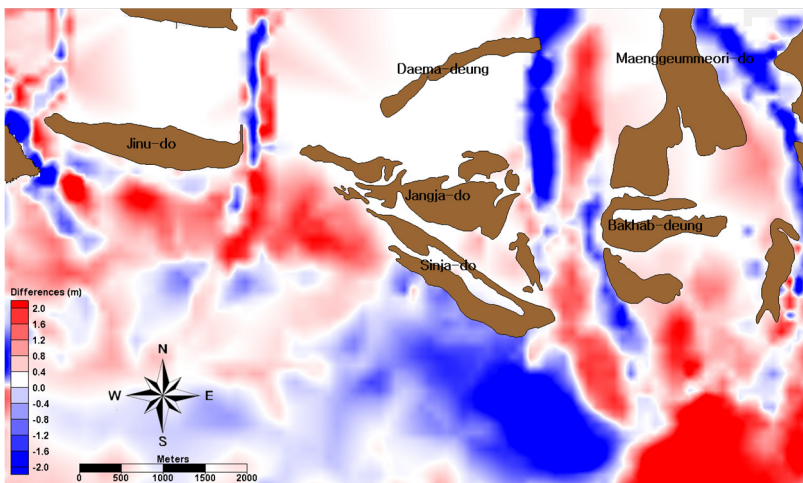 Daema-deung
Maenggeummeori-do
Jinu-do
Jangja-do
Bakhab-deung
Sinja-do
Differences (m)
2.0
1.6
1.2
0.8
0.4
0.0
-0.4
-0.8
-1.2
-1.6
-2.0
N
W E
S
Meters
0 500 1000 2000